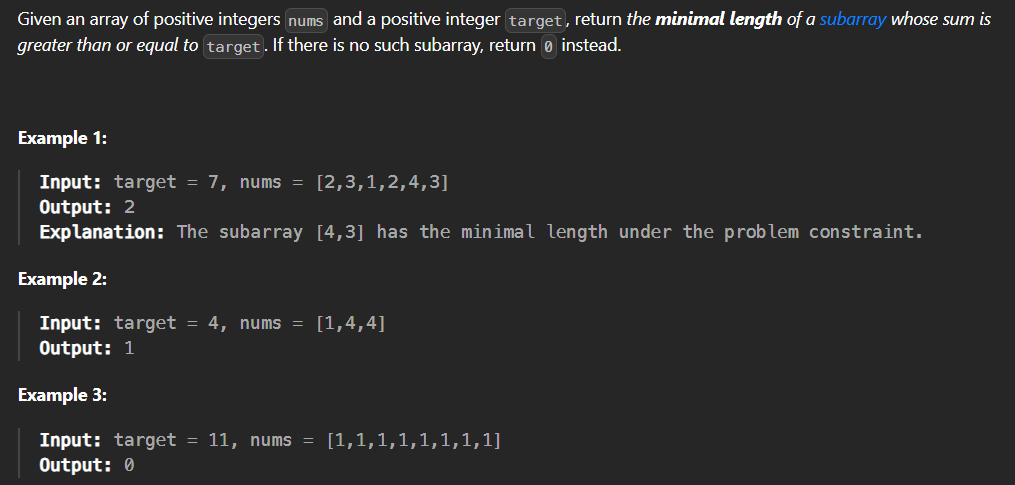 Given an array of positive integers nums and a positive integer target, return the minimal length of a subarray whose sum is
greater than or equal to target. If there is no such subarray, return 0 instead.
Example 1:
Input: target = 7, nums = [2,3,1,2,4,3]
Output: 2
Explanation: The subarray [4,3] has the minimal length under the problem constraint.
Example 2:
Input: target = 4, nums = [1,4,4]
Output: 1
Example 3:
Input: target = 11, nums = [1,1,1,1,1,1,1,1]
Output: 0